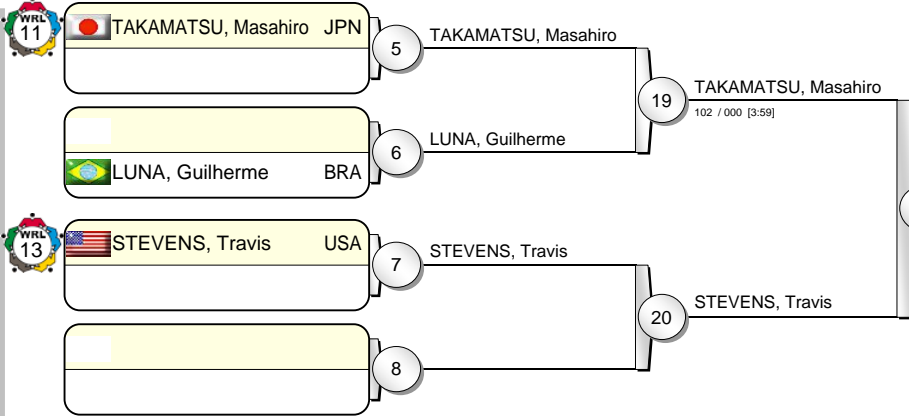 WRL
11
TAKAMATSU, Masahiro JPN
5
TAKAMATSU, Masahiro
19
TAKAMATSU, Masahiro
102 / 000 [3:59]
LUNA, Guilherme BRA
6
LUNA, Guilherme
WRL
13
STEVENS, Travis USA
7
STEVENS, Travis
20
STEVENS, Travis
8